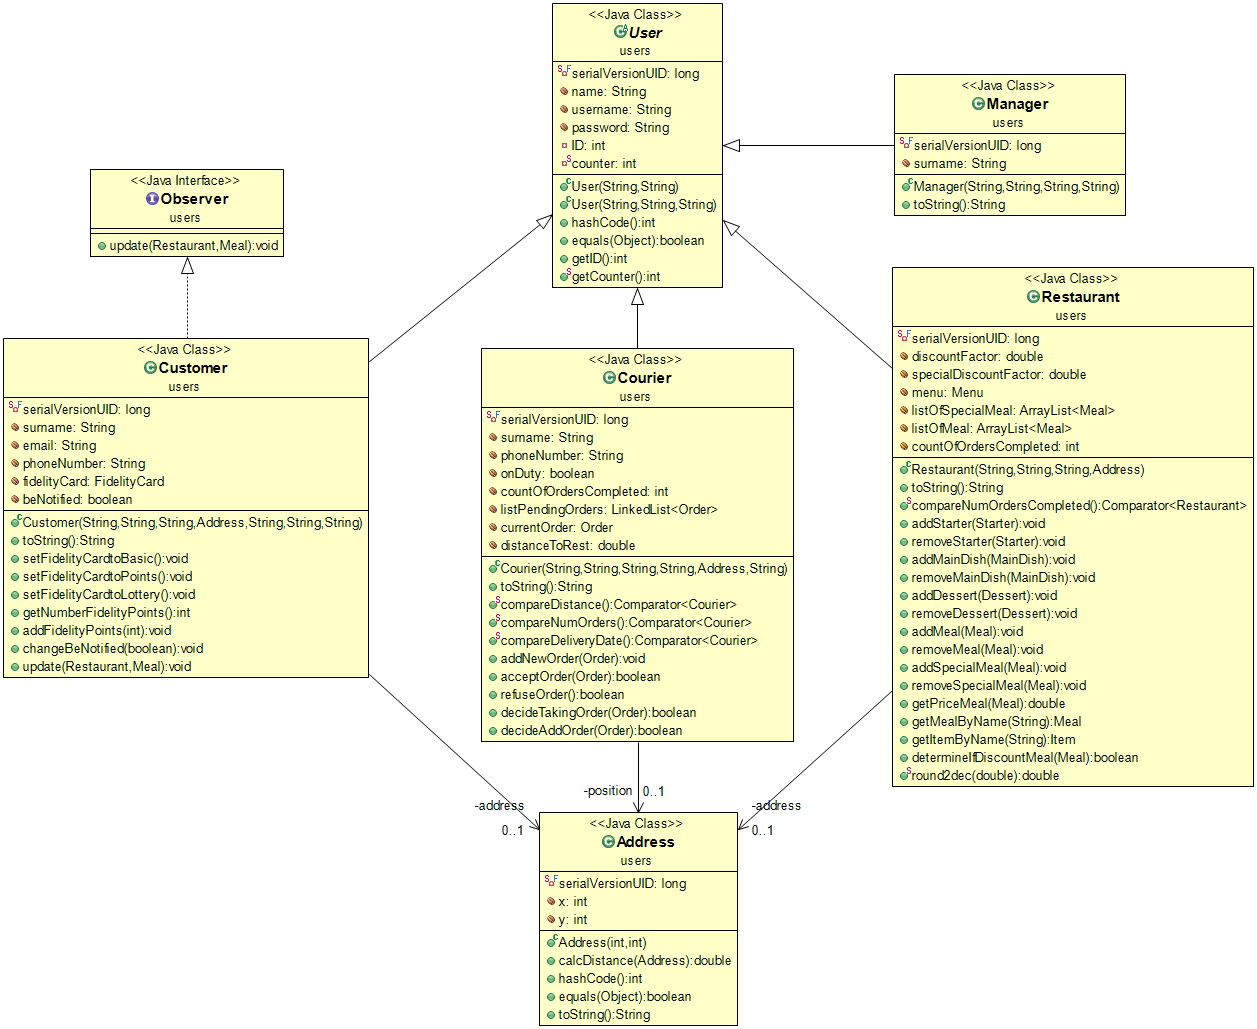 <<Java Class>>
User
users
serialVersionUID: long
name: String
username: String
password: String
ID: int
counter: int
User(String,String)
User(String,String,String)
hashCode():int
equals(Object):boolean
getID():int
getCounter():int
<<Java Class>>
Manager
users
serialVersionUID: long
surname: String
Manager(String,String,String,String)
toString():String
<<Java Interface>>
Observer
users
update(Restaurant,Meal):void
<<Java Class>>
Customer
users
serialVersionUID: long
surname: String
email: String
phoneNumber: String
fidelityCard: FidelityCard
beNotified: boolean
Customer(String,String,String,Address,String,String,String)
toString():String
setFidelityCardtoBasic():void
setFidelityCardtoPoints():void
setFidelityCardtoLottery():void
getNumberFidelityPoints():int
addFidelityPoints(int):void
changeBeNotified(boolean):void
update(Restaurant,Meal):void
<<Java Class>>
Courier
users
serialVersionUID: long
surname: String
phoneNumber: String
onDuty: boolean
countOfOrdersCompleted: int
listPendingOrders: LinkedList<Order>
currentOrder: Order
distanceToRest: double
Courier(String,String,String,String,Address,String)
toString():String
compareDistance():Comparator<Courier>
compareNumOrders():Comparator<Courier>
compareDeliveryDate():Comparator<Courier>
addNewOrder(Order):void
acceptOrder(Order):boolean
refuseOrder():boolean
decideTakingOrder(Order):boolean
decideAddOrder(Order):boolean
<<Java Class>>
Restaurant
users
serialVersionUID: long
discountFactor: double
specialDiscountFactor: double
menu: Menu
listOfSpecialMeal: ArrayList<Meal>
listOfMeal: ArrayList<Meal>
countOfOrdersCompleted: int
Restaurant(String,String,String,Address)
toString():String
compareNumOrdersCompleted():Comparator<Restaurant>
addStarter(Starter):void
removeStarter(Starter):void
addMainDish(MainDish):void
removeMainDish(MainDish):void
addDessert(Dessert):void
removeDessert(Dessert):void
addMeal(Meal):void
removeMeal(Meal):void
addSpecialMeal(Meal):void
removeSpecialMeal(Meal):void
getPriceMeal(Meal):double
getMealByName(String):Meal
getItemByName(String):Item
determineIfDiscountMeal(Meal):boolean
round2dec(double):double
-address
0..1
-position
0..1
-address
0..1
<<Java Class>>
Address
users
serialVersionUID: long
x: int
y: int
Address(int,int)
calcDistance(Address):double
hashCode():int
equals(Object):boolean
toString():String